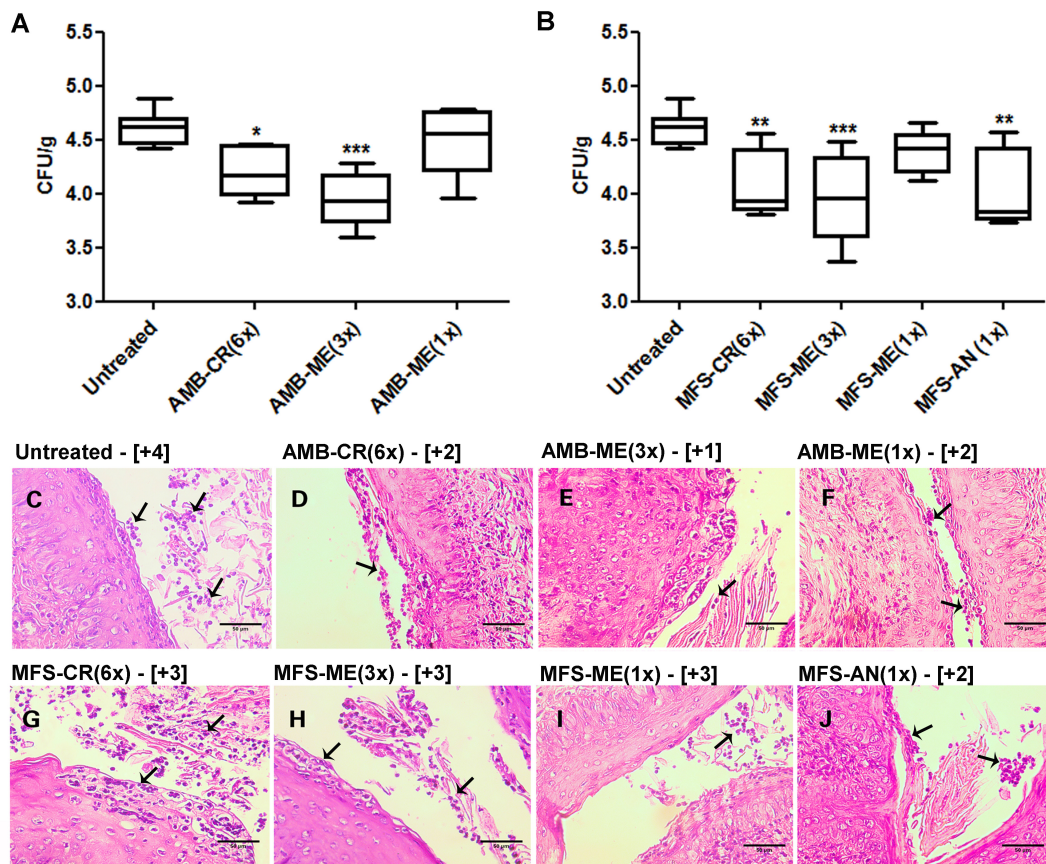 A
B
5.5
5.0
4.5
4.0
3.5
3.0
CFU/g
*
***
Untreated
AMB-CR(6x)
AMB-ME(3x)
AMB-ME(1x)
5.5
5.0
4.5
4.0
3.5
3.0
CFU/g
**
***
**
Untreated
MFS-CR(6x)
MFS-ME(3x)
MFS-ME(1x)
MFS-AN (1x)
Untreated - [+4]
AMB-CR(6x) - [+2]
AMB-ME(3x) - [+1]
AMB-ME(1x) - [+2]
C
D
E
F
50 µm
50 µm
50 µm
50 µm
MFS-CR(6x) - [+3]
MFS-ME(3x) - [+3]
MFS-ME(1x) - [+3]
MFS-AN(1x) - [+2]
G
H
I
J
50 µm
50 µm
50 µm
50 µm